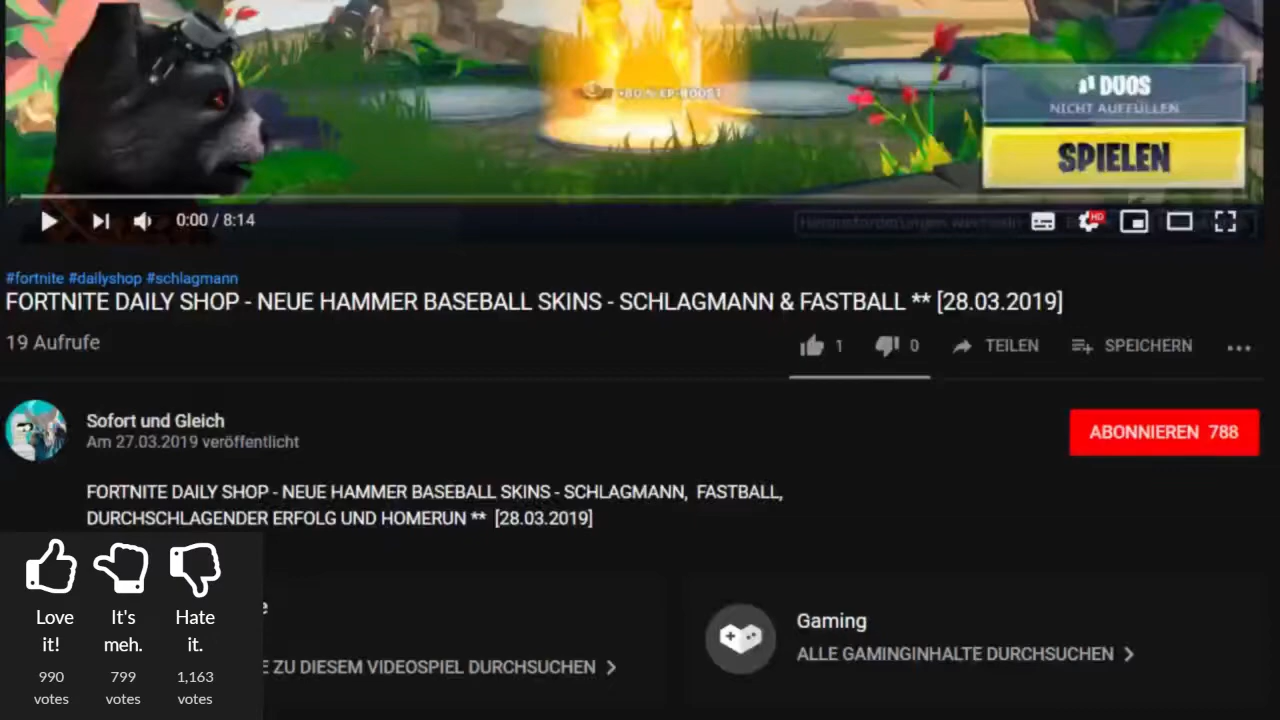 +80 % EP-BOOST
DUOS
NICHT AUFFÜLLEN
SPIELEN
0:00 / 8:14
HD
#fortnite #dailyshop #schlagmann
FORTNITE DAILY SHOP - NEUE HAMMER BASEBALL SKINS - SCHLAGMANN & FASTBALL ** [28.03.2019]
19 Aufrufe
1
0
TEILEN
SPEICHERN
Sofort und Gleich
Am 27.03.2019 veröffentlicht
ABONNIEREN 788
FORTNITE DAILY SHOP - NEUE HAMMER BASEBALL SKINS - SCHLAGMANN, FASTBALL,
DURCHSCHLAGENDER ERFOLG UND HOMERUN ** [28.03.2019]
Love it!
It's meh.
Hate it.
990 votes
799 votes
1,163 votes
ZU DIESEM VIDEOSPIEL DURCHSUCHEN
Gaming
ALLE GAMINGINHALTE DURCHSUCHEN